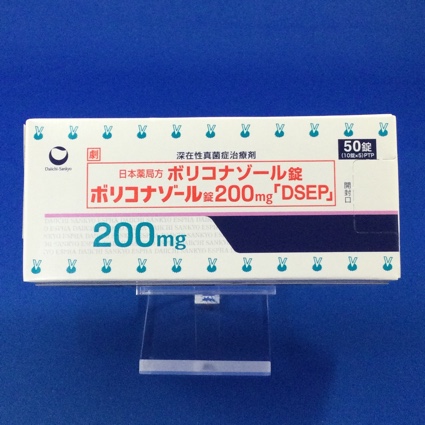 Daiichi Sankyo
劇
深在性真菌症治療剤
50錠
(10錠×5)PTP
日本薬局方 ボリコナゾール錠
ボリコナゾール錠200mg「DSEP」
開封口
200mg